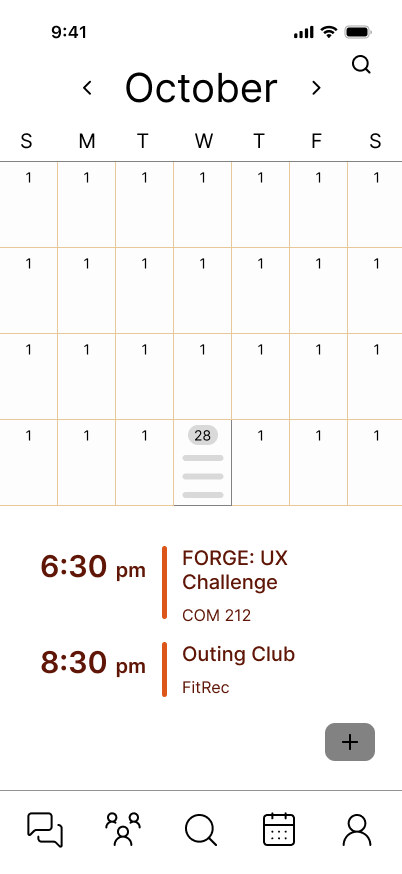 9:41
October
S M T W T F S
1 1 1 1 1 1 1
1 1 1 1 1 1 1
1 1 1 1 1 1 1
1 1 1 28 1 1 1
6:30 pm
FORGE: UX
Challenge
COM 212
8:30 pm
Outing Club
FitRec